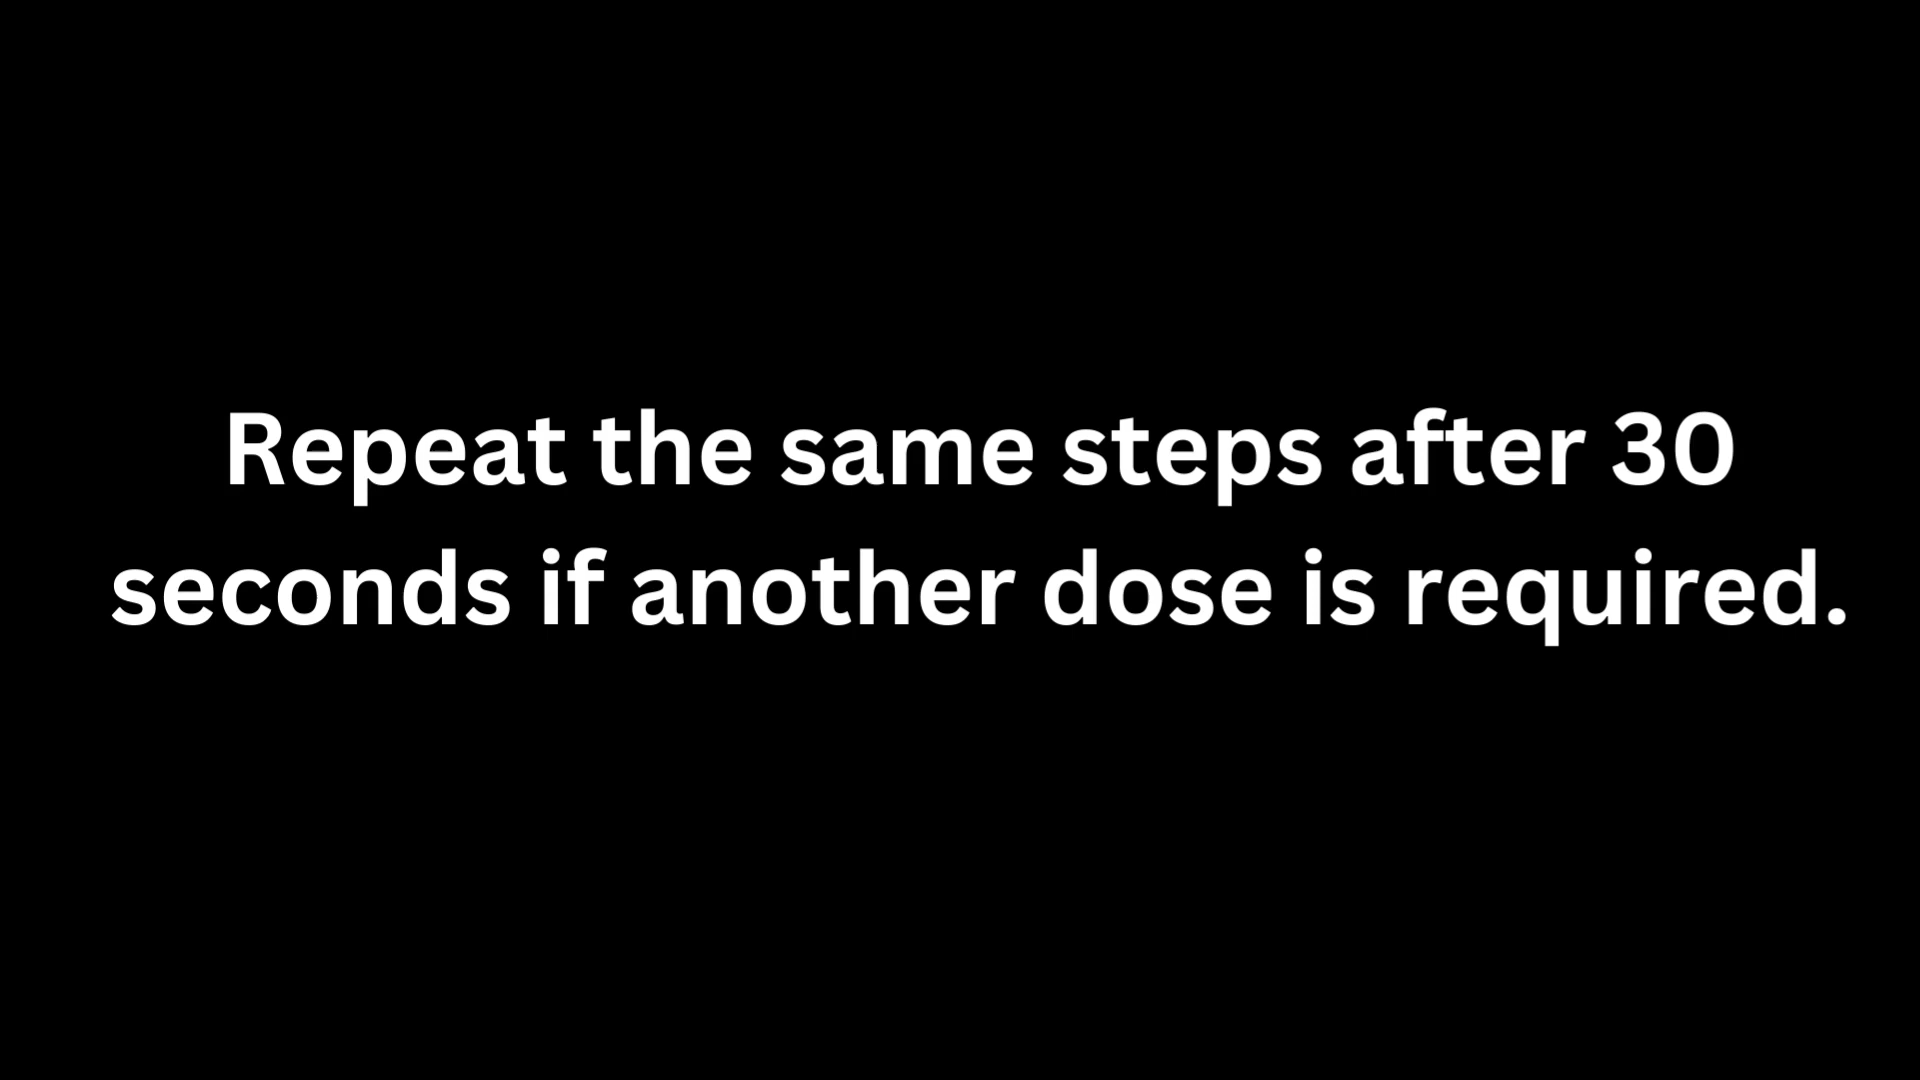 Repeat the same steps after 30
seconds if another dose is required.